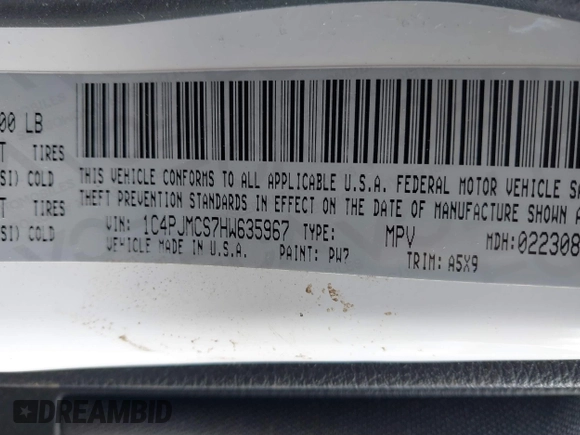 00 LB
T TIRES
SI) COLD
T TIRES
SI) COLD
THIS VEHICLE CONFORMS TO ALL APPLICABLE U.S.A. FEDERAL MOTOR VEHICLE SA
THEFT PREVENTION STANDARDS IN EFFECT ON THE DATE OF MANUFACTURE SHOWN A
VIN: 1C4PJMCS7HW635967 TYPE: MPV MDH:022308
VEHICLE MADE IN U.S.A. PAINT: PW7 TRIM: A5X9
DREAMBID